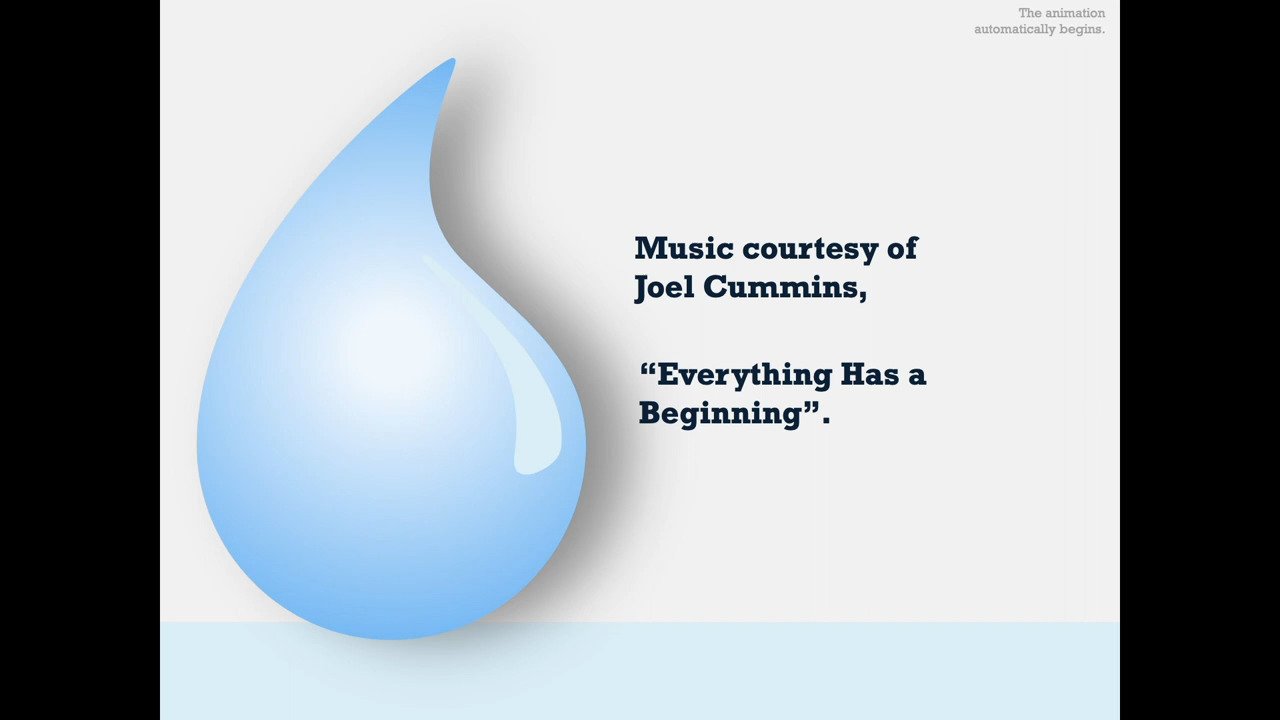 The animation
automatically begins.
Music courtesy of
Joel Cummins,
“Everything Has a
Beginning”.